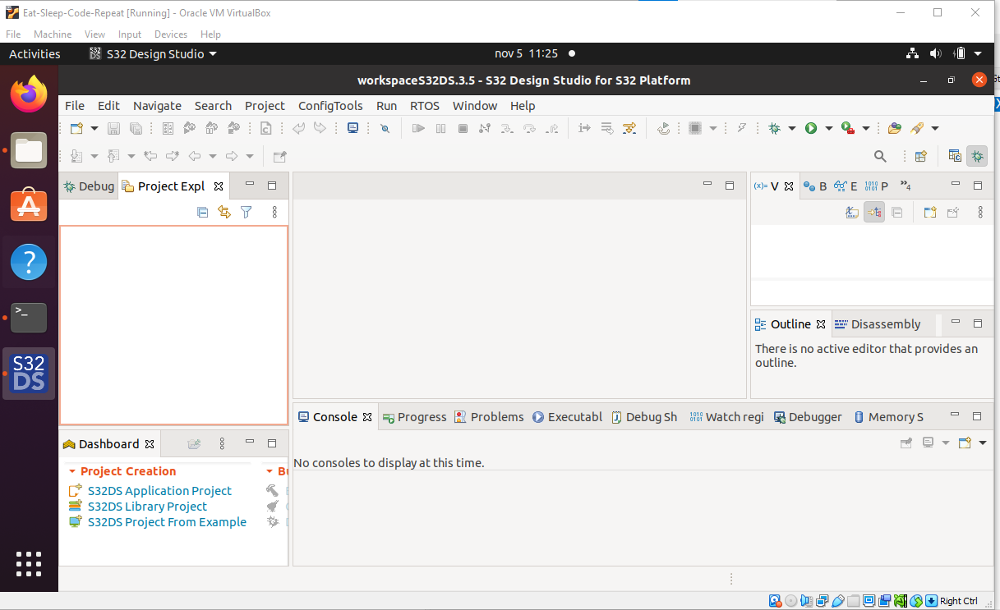 Eat-Sleep-Code-Repeat [Running] - Oracle VM VirtualBox
File Machine View Input Devices Help
Activities S32 DS S32 Design Studio nov 5 11:25
workspaceS32DS.3.5 - S32 Design Studio for S32 Platform
File Edit Navigate Search Project ConfigTools Run RTOS Window Help
Debug Project Expl
(x)= V B E 1010 0101 P »4
Outline Disassembly
There is no active editor that provides an
outline.
>_
S32
DS
Console Progress Problems Executabl Debug Sh Watch regi Debugger Memory S
No consoles to display at this time.
Dashboard
Project Creation
S32DS Application Project
S32DS Library Project
S32DS Project From Example
Right Ctrl